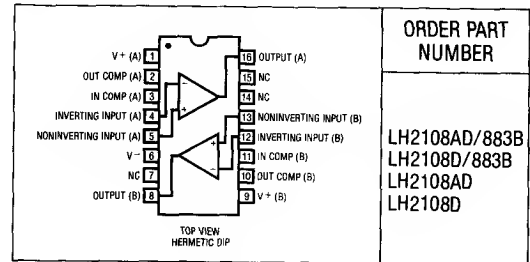 V+ (A) 1
OUT COMP (A) 2
IN COMP (A) 3
INVERTING INPUT (A) 4
NONINVERTING INPUT (A) 5
V− 6
NC 7
OUTPUT (B) 8
16 OUTPUT (A)
15 NC
14 NC
13 NONINVERTING INPUT (B)
12 INVERTING INPUT (B)
11 IN COMP (B)
10 OUT COMP (B)
9 V+ (B)
− +
+ −
TOP VIEW
HERMETIC DIP
ORDER PART
NUMBER
LH2108AD/883B
LH2108D/883B
LH2108AD
LH2108D